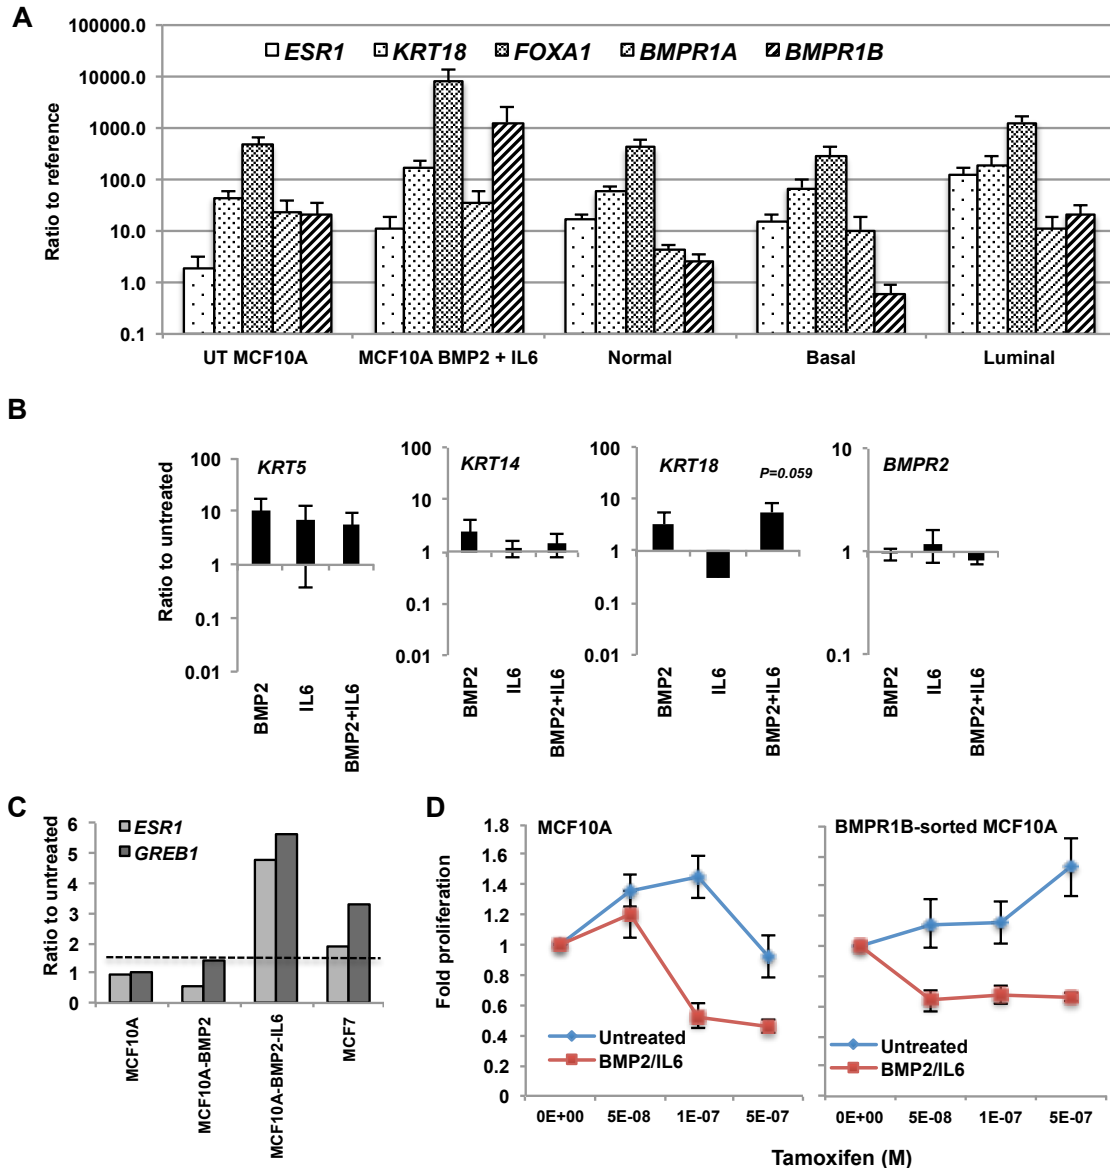 A
100000.0
10000.0
1000.0
100.0
10.0
1.0
0.1
Ratio to reference
ESR1 KRT18 FOXA1 BMPR1A BMPR1B
UT MCF10A MCF10A BMP2 + IL6 Normal Basal Luminal
B
Ratio to untreated
100
10
1
0.1
0.01
KRT5
BMP2
IL6
BMP2+IL6
100
10
1
0.1
0.01
KRT14
BMP2
IL6
BMP2+IL6
100
10
1
0.1
0.01
KRT18
P=0.059
BMP2
IL6
BMP2+IL6
10
1
0.1
BMPR2
BMP2
IL6
BMP2+IL6
C
Ratio to untreated
6
5
4
3
2
1
0
ESR1
GREB1
MCF10A
MCF10A-BMP2
MCF10A-BMP2-IL6
MCF7
D
Fold proliferation
1.8
1.6
1.4
1.2
1
0.8
0.6
0.4
0.2
0
MCF10A
Untreated
BMP2/IL6
0E+00 5E-08 1E-07 5E-07
BMPR1B-sorted MCF10A
Untreated
BMP2/IL6
0E+00 5E-08 1E-07 5E-07
Tamoxifen (M)